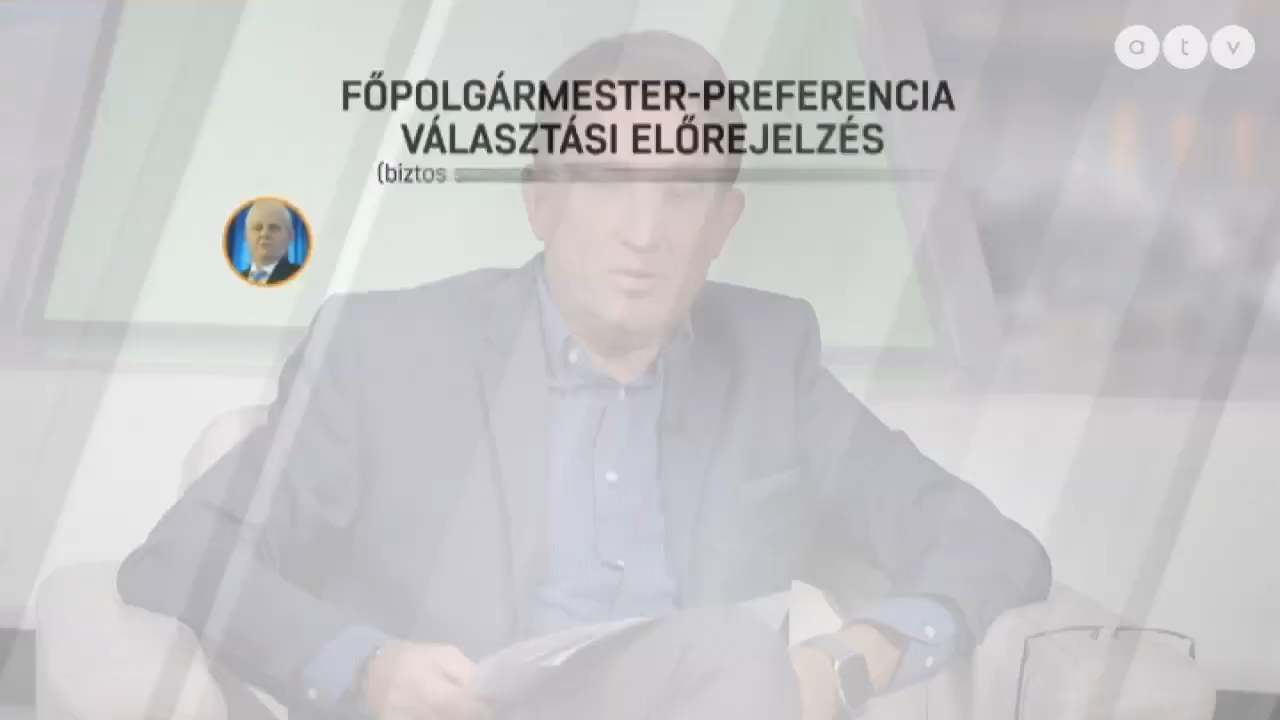 atv
FŐPOLGÁRMESTER-PREFERENCIA
VÁLASZTÁSI ELŐREJELZÉS
(biztos